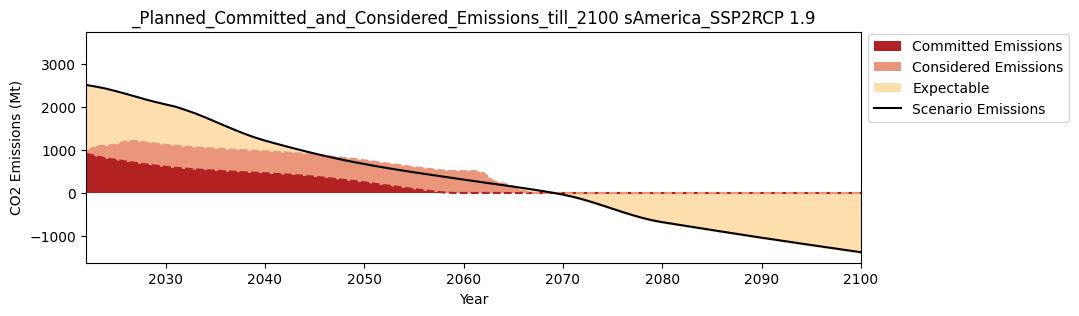 _Planned_Committed_and_Considered_Emissions_till_2100 sAmerica_SSP2RCP 1.9
Committed Emissions
Considered Emissions
Expectable
Scenario Emissions
CO2 Emissions (Mt)
3000
2000
1000
0
−1000
2030 2040 2050 2060 2070 2080 2090 2100
Year